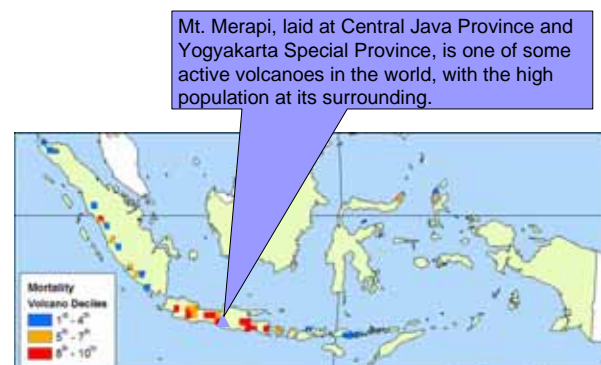 Mt. Merapi, laid at Central Java Province and
Yogyakarta Special Province, is one of some
active volcanoes in the world, with the high
population at its surrounding.
Mortality
Volcano Deciles
1st - 4th
5th - 7th
8th - 10th